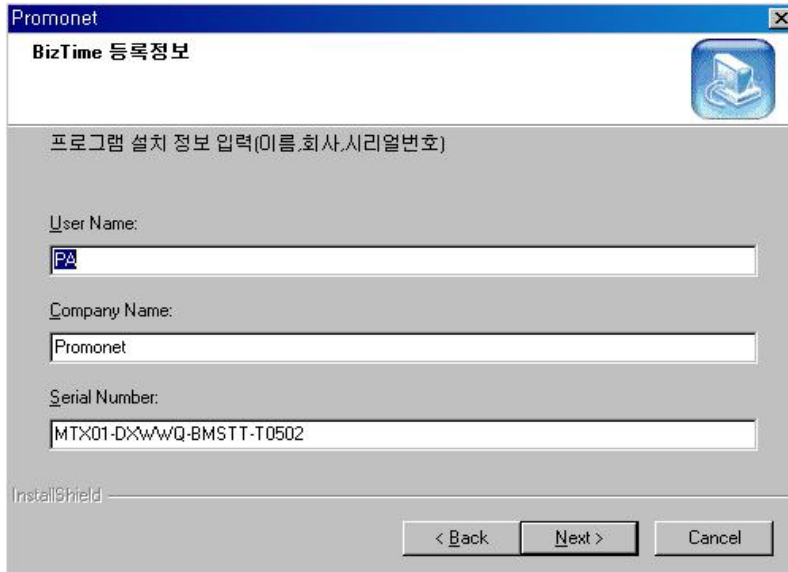 Promonet
BizTime 등록정보
프로그램 설치 정보 입력(이름,회사,시리얼번호)
User Name:
PA
Company Name:
Promonet
Serial Number:
MTX01-DXWWQ-BMSTT-T0502
InstallShield
< Back Next > Cancel